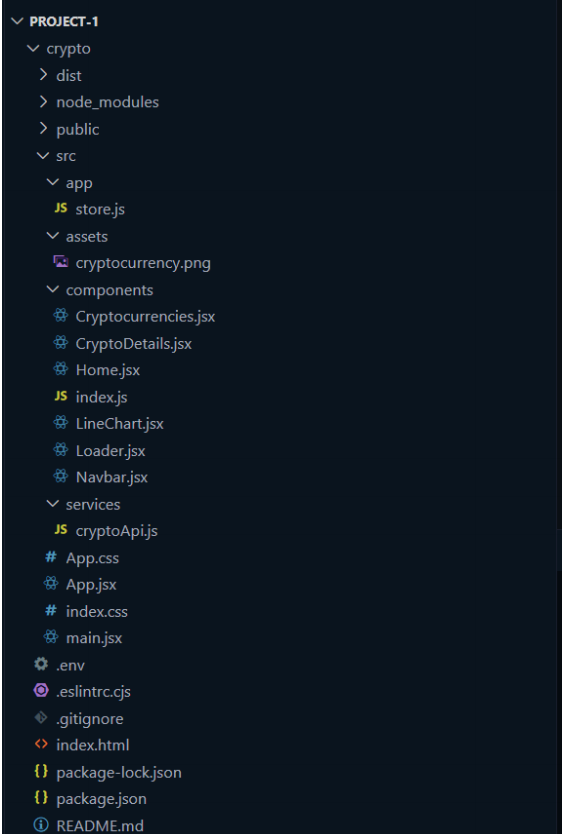 PROJECT-1
crypto
dist
node_modules
public
src
app
JS store.js
assets
cryptocurrency.png
components
Cryptocurrencies.jsx
CryptoDetails.jsx
Home.jsx
JS index.js
LineChart.jsx
Loader.jsx
Navbar.jsx
services
JS cryptoApi.js
# App.css
App.jsx
# index.css
main.jsx
.env
.eslintrc.cjs
.gitignore
<> index.html
{} package-lock.json
{} package.json
README.md